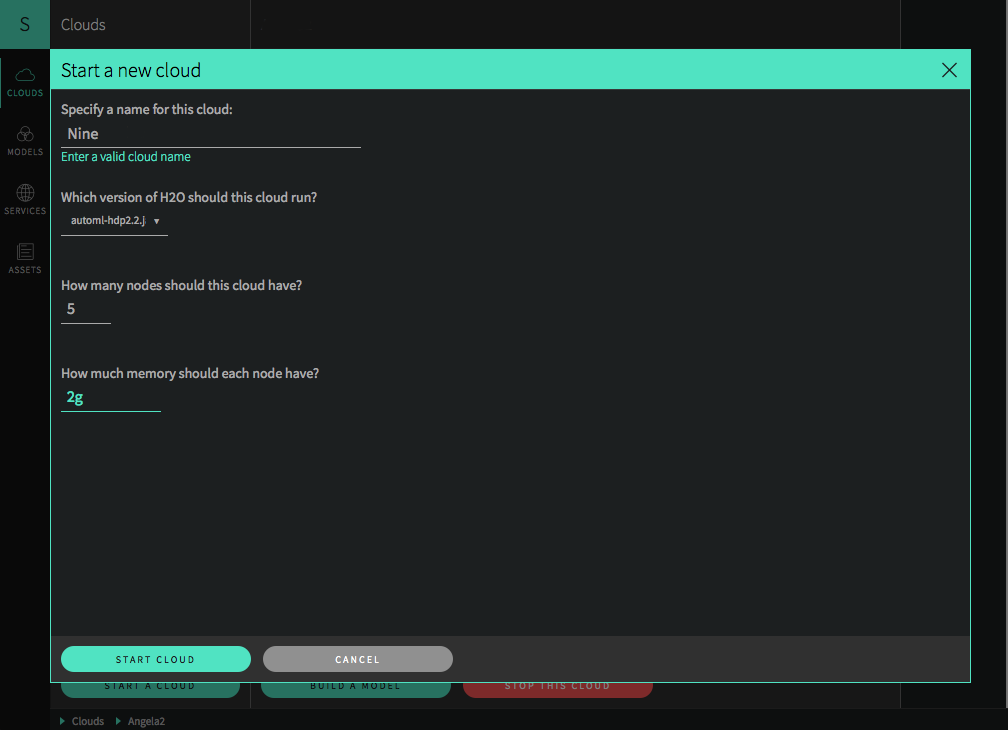 S
Clouds
Start a new cloud
CLOUDS
Specify a name for this cloud:
Nine
Enter a valid cloud name
MODELS
Which version of H2O should this cloud run?
SERVICES
automl-hdp2.2.j
ASSETS
How many nodes should this cloud have?
5
How much memory should each node have?
2g
START CLOUD
CANCEL
START A CLOUD
BUILD A MODEL
STOP THIS CLOUD
Clouds
Angela2